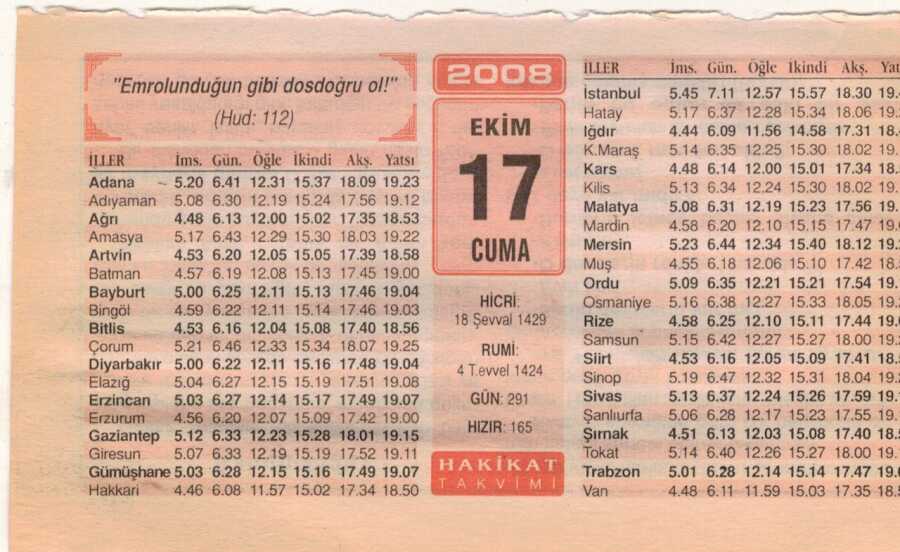 "Emrolunduğun gibi dosdoğru ol!"
(Hud: 112)
İLLER İms. Gün. Öğle İkindi Akş. Yatsı
Adana 5.20 6.41 12.31 15.37 18.09 19.23
Adıyaman 5.08 6.30 12.19 15.24 17.56 19.12
Ağrı 4.48 6.13 12.00 15.02 17.35 18.53
Amasya 5.17 6.43 12.29 15.30 18.03 19.22
Artvin 4.53 6.20 12.05 15.05 17.39 18.58
Batman 4.57 6.19 12.08 15.13 17.45 19.00
Bayburt 5.00 6.25 12.11 15.13 17.46 19.04
Bingöl 4.59 6.22 12.11 15.14 17.46 19.03
Bitlis 4.53 6.16 12.04 15.08 17.40 18.56
Çorum 5.21 6.46 12.33 15.34 18.07 19.25
Diyarbakır 5.00 6.22 12.11 15.16 17.48 19.04
Elazığ 5.04 6.27 12.15 15.19 17.51 19.08
Erzincan 5.03 6.27 12.14 15.17 17.49 19.07
Erzurum 4.56 6.20 12.07 15.09 17.42 19.00
Gaziantep 5.12 6.33 12.23 15.28 18.01 19.15
Giresun 5.07 6.33 12.19 15.19 17.52 19.11
Gümüşhane 5.03 6.28 12.15 15.16 17.49 19.07
Hakkari 4.46 6.08 11.57 15.02 17.34 18.50
2008
EKİM
17
CUMA
HİCRİ:
18 Şevval 1429
RUMİ:
4 T.evvel 1424
GÜN: 291
HIZIR: 165
HAKİKAT
TAKVİMİ
İLLER İms. Gün. Öğle İkindi Akş.
İstanbul 5.45 7.11 12.57 15.57 18.30
Hatay 5.17 6.37 12.28 15.34 18.06
Iğdır 4.44 6.09 11.56 14.58 17.31
K.Maraş 5.14 6.35 12.25 15.30 18.02
Kars 4.48 6.14 12.00 15.01 17.34
Kilis 5.13 6.34 12.24 15.30 18.02
Malatya 5.08 6.31 12.19 15.23 17.56
Mardin 4.58 6.20 12.10 15.15 17.47
Mersin 5.23 6.44 12.34 15.40 18.12
Muş 4.55 6.18 12.06 15.10 17.42
Ordu 5.09 6.35 12.21 15.21 17.54
Osmaniye 5.16 6.38 12.27 15.33 18.05
Rize 4.58 6.25 12.10 15.11 17.44
Samsun 5.15 6.42 12.27 15.27 18.00
Siirt 4.53 6.16 12.05 15.09 17.41
Sinop 5.19 6.47 12.32 15.31 18.04
Sivas 5.13 6.37 12.24 15.26 17.59
Şanlıurfa 5.06 6.28 12.17 15.23 17.55
Şırnak 4.51 6.13 12.03 15.08 17.40
Tokat 5.14 6.40 12.26 15.27 18.00
Trabzon 5.01 6.28 12.14 15.14 17.47
Van 4.48 6.11 11.59 15.03 17.35